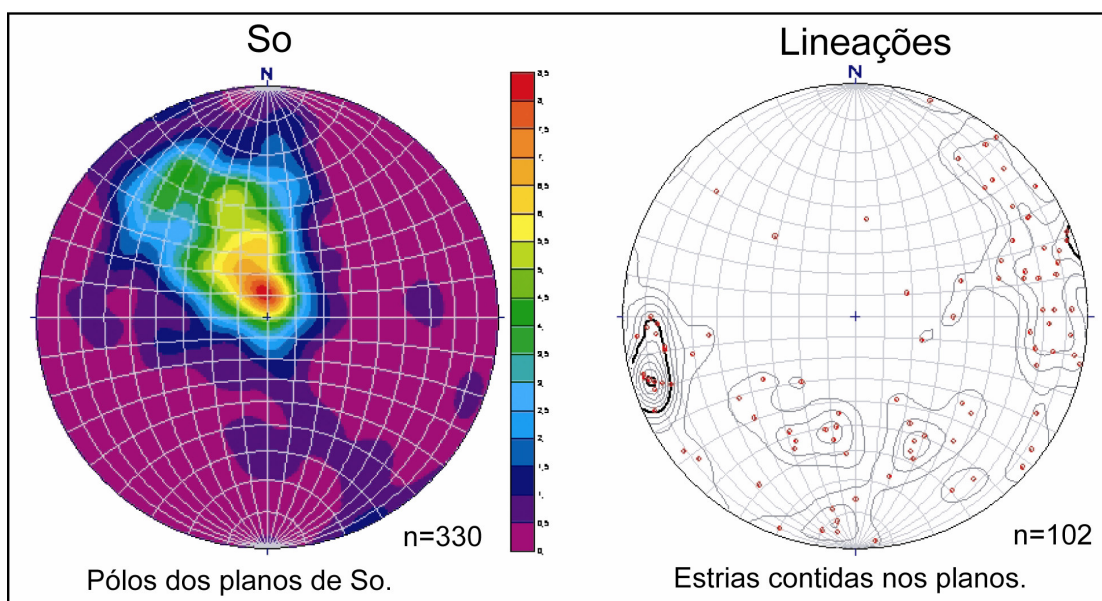 So
Lineações
N
N
n=330
n=102
Pólos dos planos de So.
Estrias contidas nos planos.